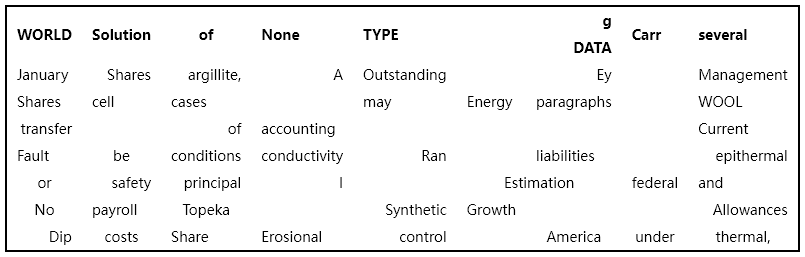 WORLD Solution of None TYPE g DATA Carr several
January Shares argillite, A Outstanding Ey Management
Shares cell cases may Energy paragraphs WOOL
transfer of accounting Current
Fault be conditions conductivity Ran liabilities epithermal
or safety principal l Estimation federal and
No payroll Topeka Synthetic Growth Allowances
Dip costs Share Erosional control America under thermal,